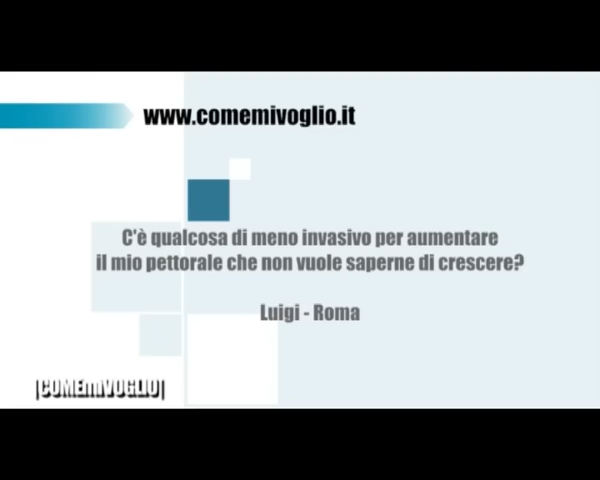 www.comemivoglio.it
C'è qualcosa di meno invasivo per aumentare
il mio pettorale che non vuole saperne di crescere?
Luigi - Roma
|COMEmIVOGLIO|